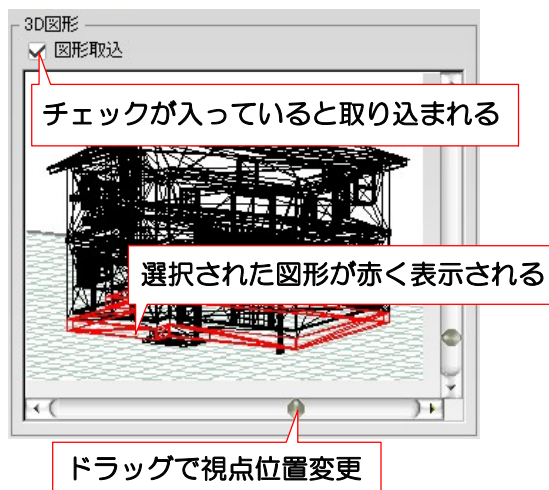 3D図形
図形取込
チェックが入っていると取り込まれる
選択された図形が赤く表示される
ドラッグで視点位置変更